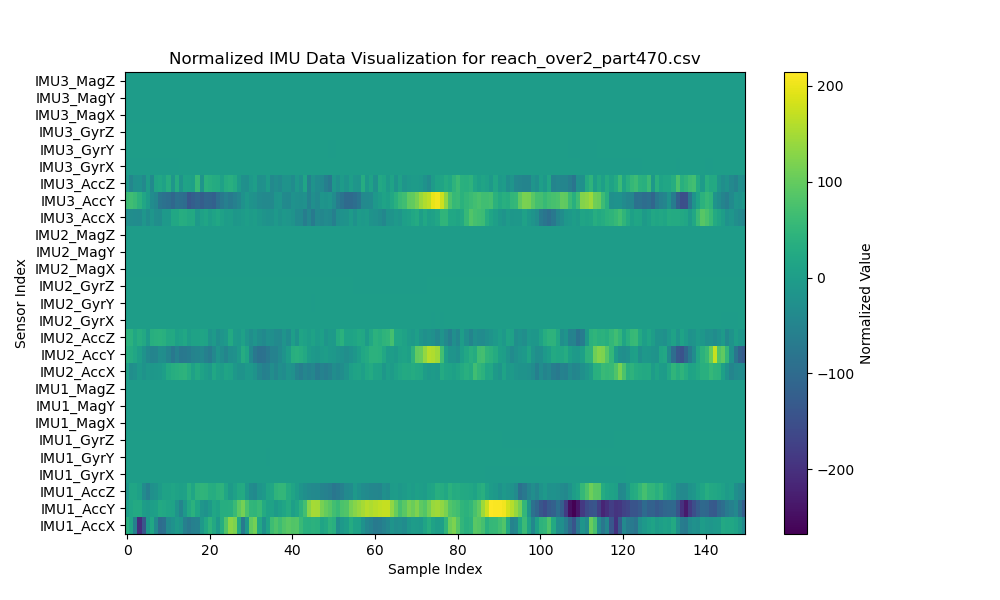 Normalized IMU Data Visualization for reach_over2_part470.csv
Sensor Index
IMU3_MagZ
IMU3_MagY
IMU3_MagX
IMU3_GyrZ
IMU3_GyrY
IMU3_GyrX
IMU3_AccZ
IMU3_AccY
IMU3_AccX
IMU2_MagZ
IMU2_MagY
IMU2_MagX
IMU2_GyrZ
IMU2_GyrY
IMU2_GyrX
IMU2_AccZ
IMU2_AccY
IMU2_AccX
IMU1_MagZ
IMU1_MagY
IMU1_MagX
IMU1_GyrZ
IMU1_GyrY
IMU1_GyrX
IMU1_AccZ
IMU1_AccY
IMU1_AccX
0 20 40 60 80 100 120 140
Sample Index
200
100
0
−100
−200
Normalized Value